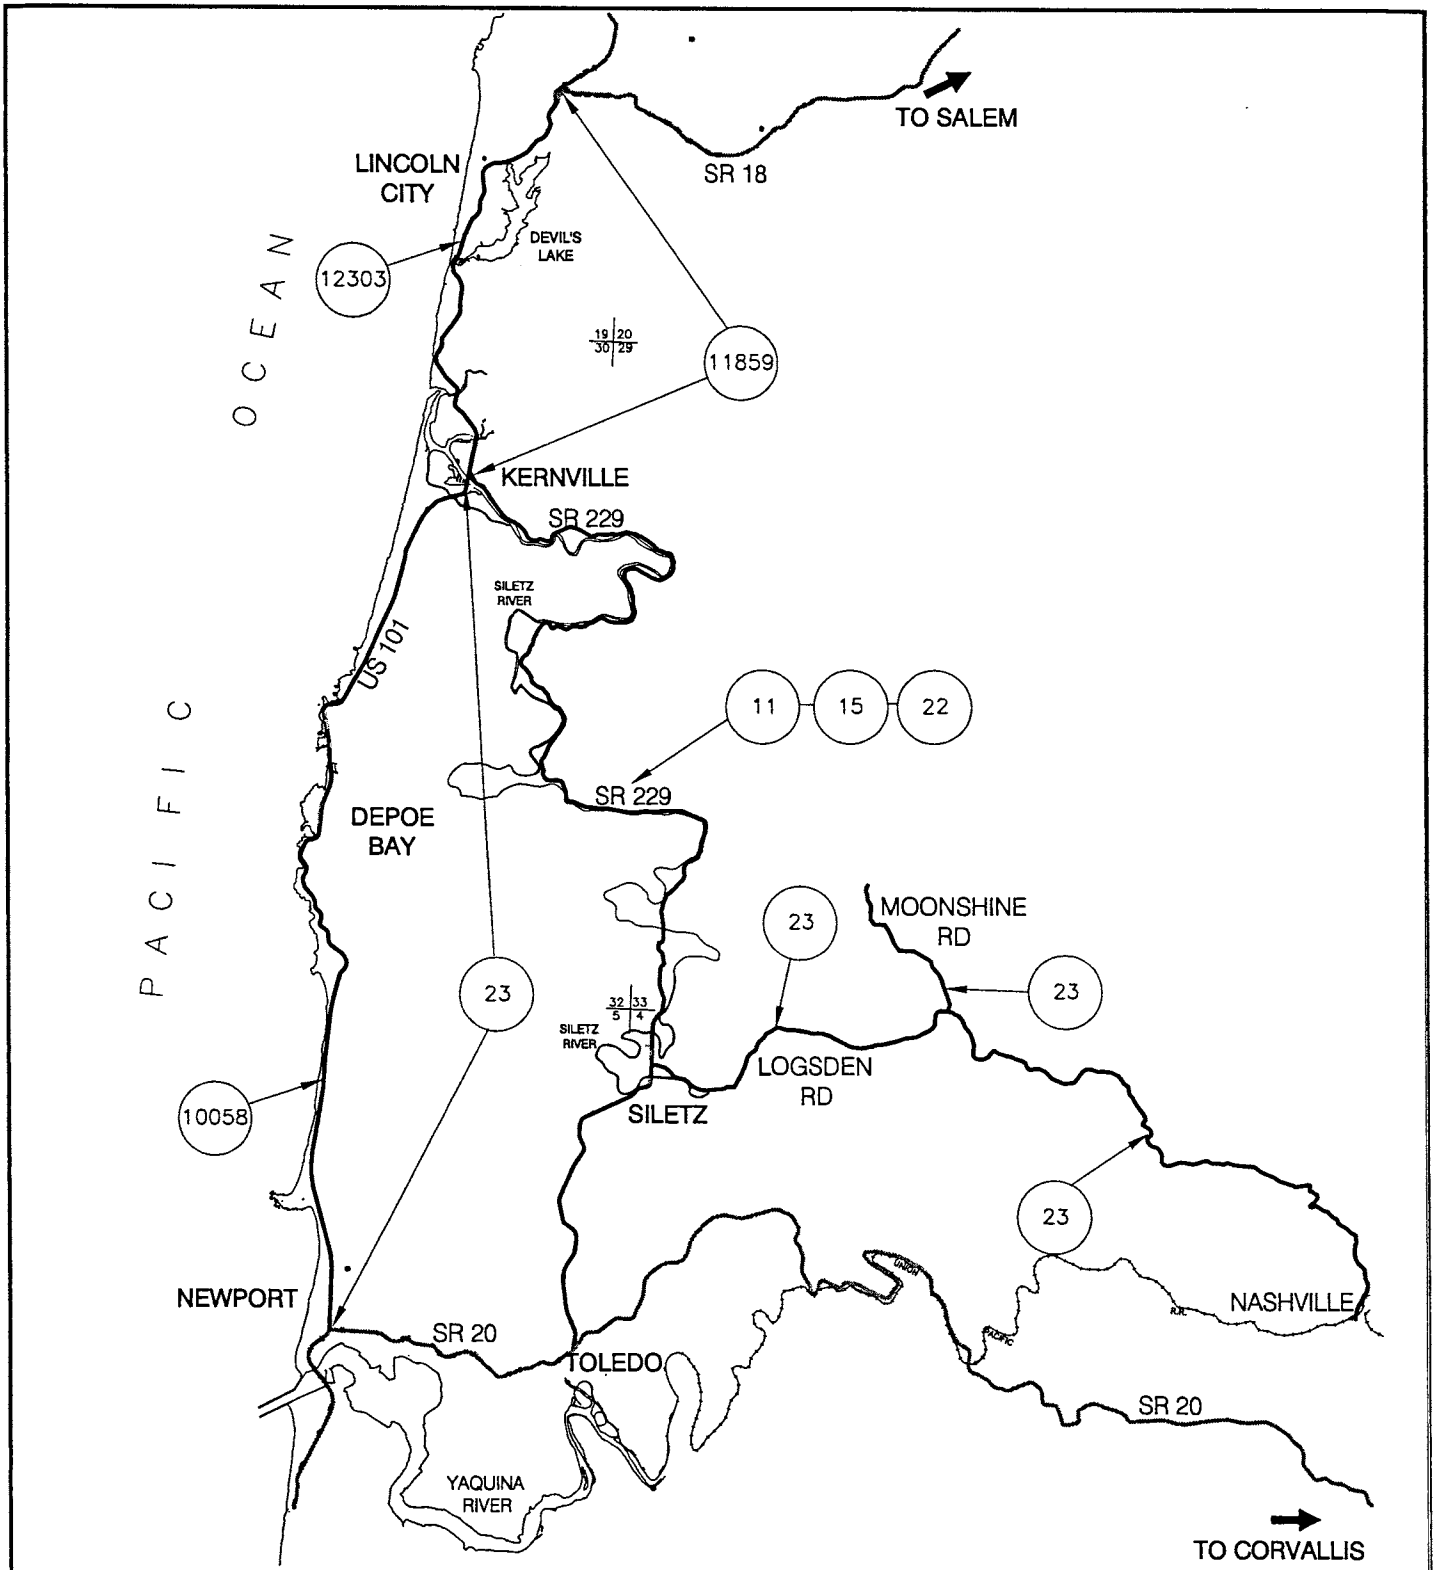 TO SALEM
LINCOLN
CITY
SR 18
DEVIL'S
LAKE
12303
OCEAN
19 20
30 29
11859
KERNVILLE
SR 229
SILETZ
RIVER
US 101
11
15
22
PACIFIC
SR 229
DEPOE
BAY
23
MOONSHINE
RD
23
23
32 33
5 4
SILETZ
RIVER
LOGSDEN
RD
10058
SILETZ
23
UNION
NEWPORT
NASHVILLE
R.R.
PACIFIC
SR 20
TOLEDO
SR 20
YAQUINA
RIVER
TO CORVALLIS